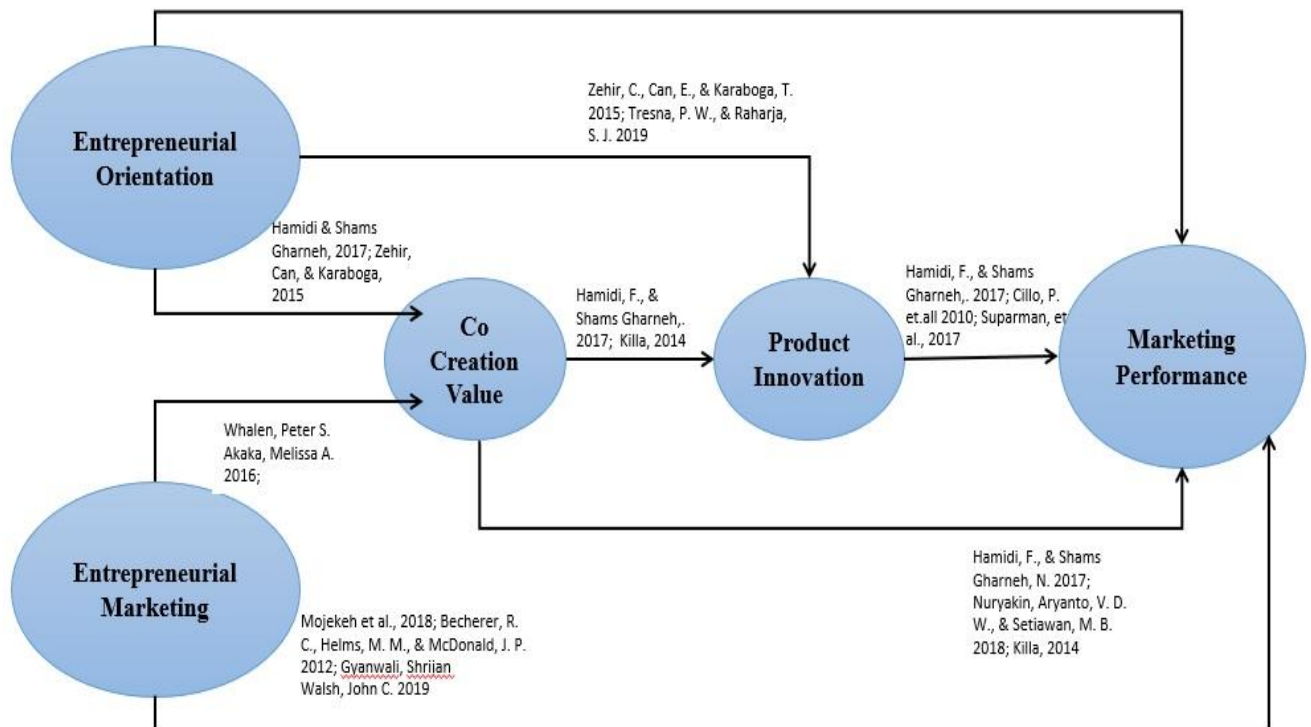 Zehir, C., Can, E., & Karaboga, T.
2015; Tresna, P. W., & Raharja,
S. J. 2019
Entrepreneurial
Orientation
Hamidi & Shams
Gharneh, 2017; Zehir,
Can, & Karaboga,
2015
Co
Creation
Value
Hamidi, F., &
Shams Gharneh,.
2017; Killa, 2014
Product
Innovation
Hamidi, F., & Shams
Gharneh,. 2017; Cillo, P.
et.all 2010; Suparman, et
al., 2017
Marketing
Performance
Whalen, Peter S.
Akaka, Melissa A.
2016;
Entrepreneurial
Marketing
Mojekeh et al., 2018; Becherer, R.
C., Helms, M. M., & McDonald, J. P.
2012; Gyanwali, Shriian
Walsh, John C. 2019
Hamidi, F., & Shams
Gharneh, N. 2017;
Nuryakin, Aryanto, V. D.
W., & Setiawan, M. B.
2018; Killa, 2014